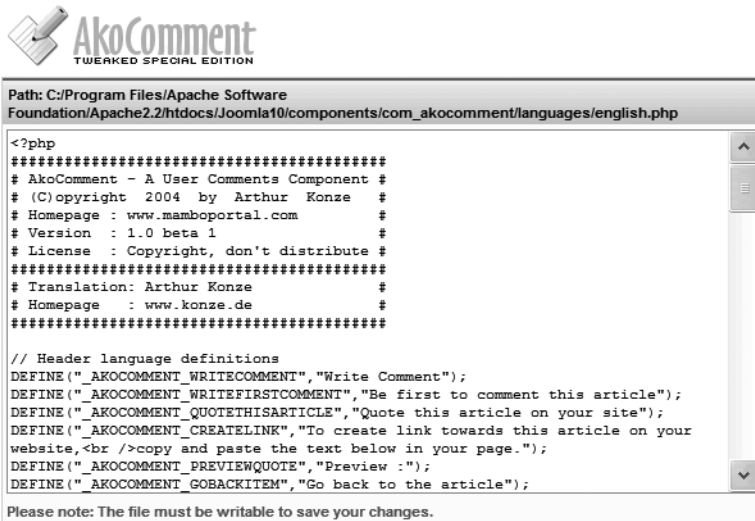 AkoComment
TWEAKED SPECIAL EDITION
Path: C:/Program Files/Apache Software
Foundation/Apache2.2/htdocs/Joomla10/components/com_akocomment/languages/english.php
<?php
##########################################
# AkoComment - A User Comments Component #
# (C)opyright  2004  by  Arthur  Konze   #
# Homepage : www.mamboportal.com         #
# Version  : 1.0 beta 1                  #
# License  : Copyright, don't distribute #
##########################################
# Translation: Arthur Konze              #
# Homepage   : www.konze.de              #
##########################################
// Header language definitions
DEFINE("_AKOCOMMENT_WRITECOMMENT","Write Comment");
DEFINE("_AKOCOMMENT_WRITEFIRSTCOMMENT","Be first to comment this article");
DEFINE("_AKOCOMMENT_QUOTETHISARTICLE","Quote this article on your site");
DEFINE("_AKOCOMMENT_CREATELINK","To create link towards this article on your
website,<br />copy and paste the text below in your page.");
DEFINE("_AKOCOMMENT_PREVIEWQUOTE","Preview :");
DEFINE("_AKOCOMMENT_GOBACKITEM","Go back to the article");
Please note: The file must be writable to save your changes.